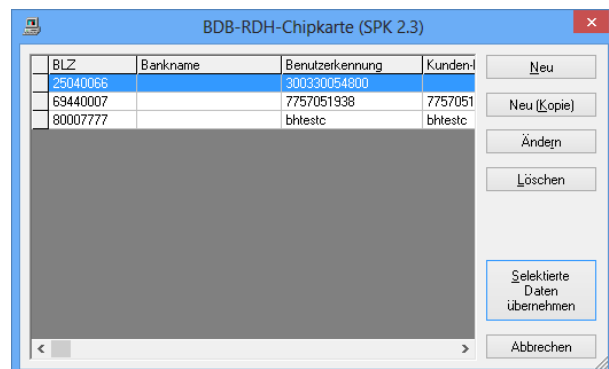 BDB-RDH-Chipkarte (SPK 2.3)
BLZ Bankname Benutzerkennung Kunden-
25040066 300330054800
69440007 7757051938 7757051
80007777 bhtestc bhtestc
Neu
Neu (Kopie)
Ändern
Löschen
Selektierte
Daten
übernehmen
Abbrechen